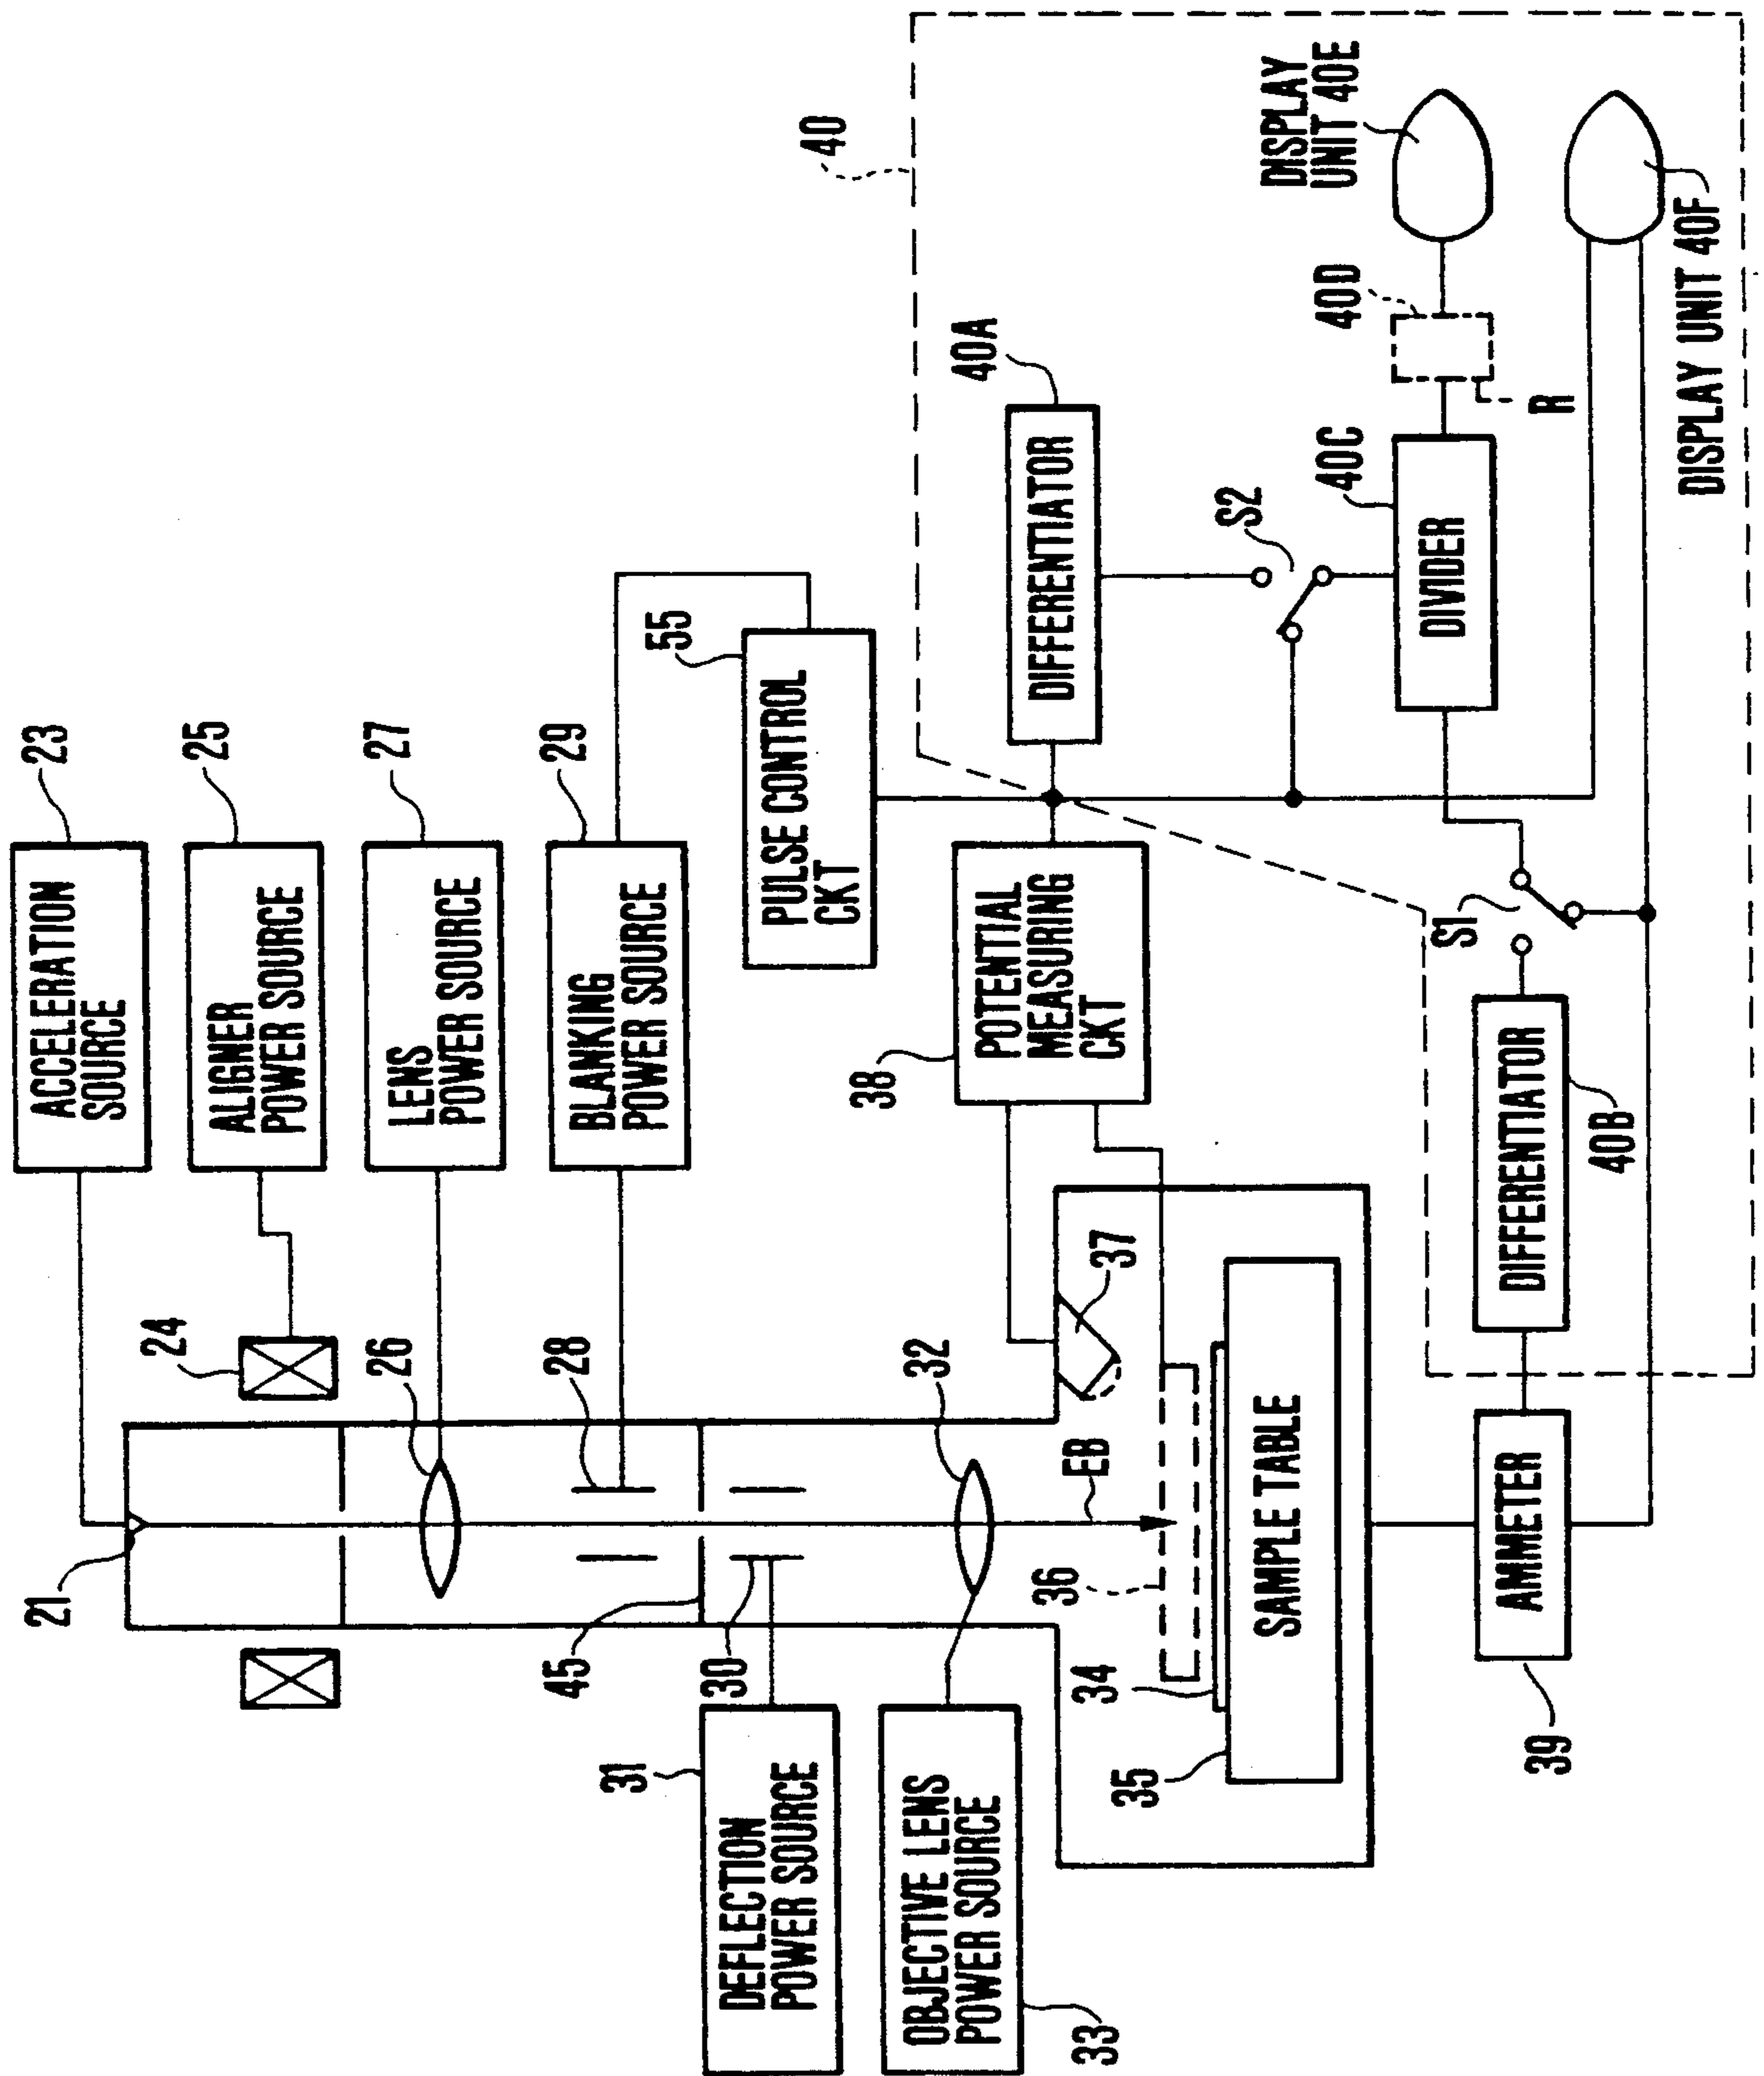 23
ACCELERATION
SOURCE
25
ALIGNER
POWER SOURCE
27
LENS
POWER SOURCE
29
BLANKING
POWER SOURCE
55
PULSE CONTROL
CKT
21
24
26
28
45
30
31
DEFLECTION
POWER SOURCE
32
OBJECTIVE LENS
POWER SOURCE
33
EB
36
34
35
SAMPLE TABLE
37
38
POTENTIAL
MEASURING
CKT
39
AMMETER
40
40A
DIFFERENTIATOR
S2
40C
DIVIDER
40D
R
DISPLAY
UNIT 40E
DISPLAY UNIT 40F
S1
DIFFERENTIATOR
40B